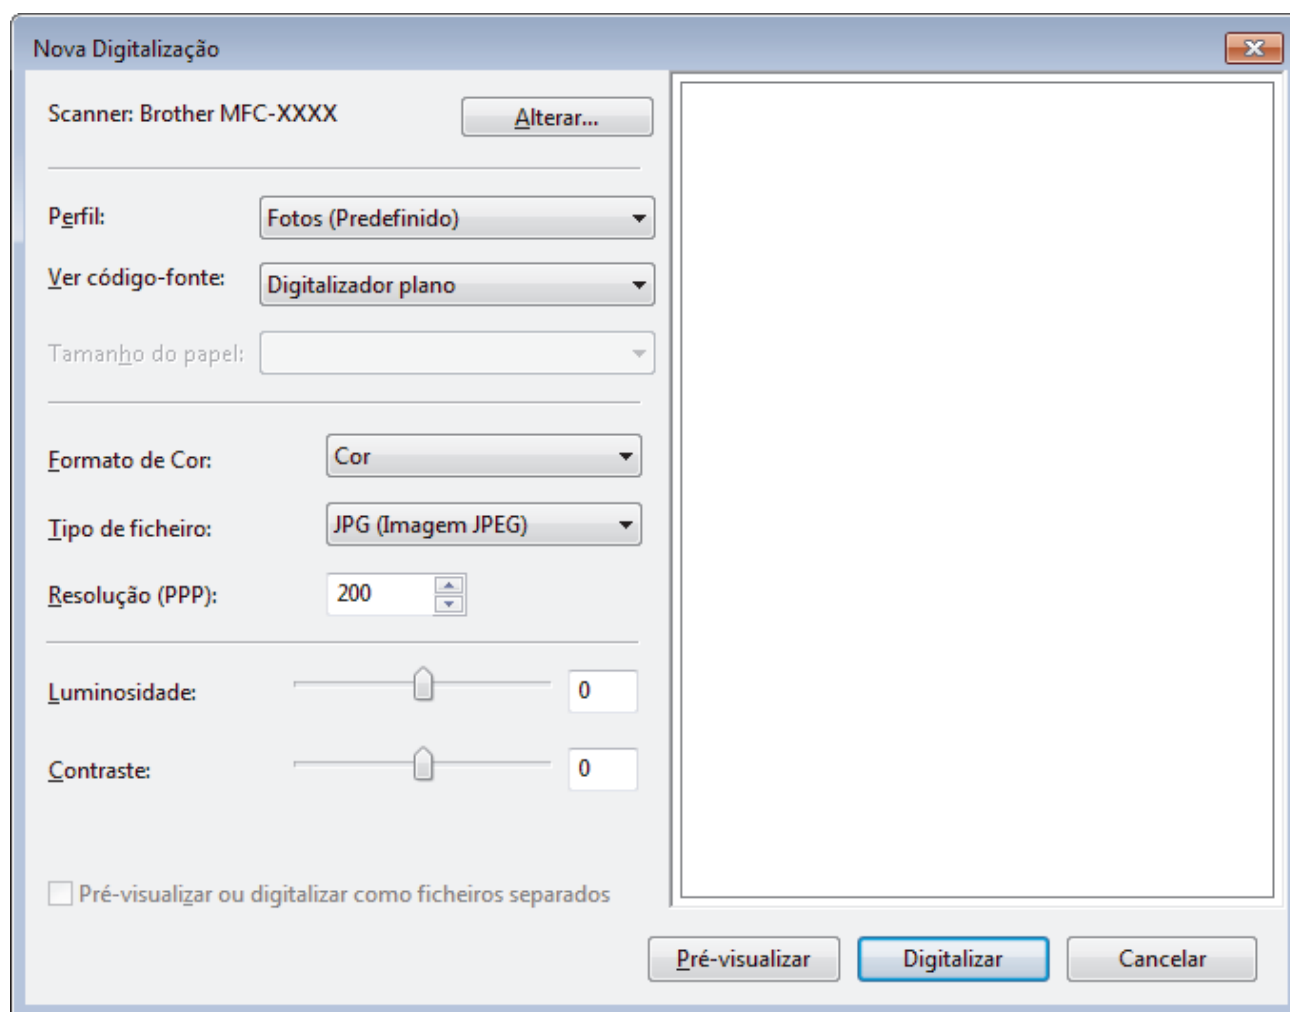 Nova Digitalização
Scanner: Brother MFC-XXXX
Alterar...
Perfil:
Fotos (Predefinido)
Ver código-fonte:
Digitalizador plano
Tamanho do papel:
Formato de Cor:
Cor
Tipo de ficheiro:
JPG (Imagem JPEG)
Resolução (PPP):
200
Luminosidade:
0
Contraste:
0
Pré-visualizar ou digitalizar como ficheiros separados
Pré-visualizar
Digitalizar
Cancelar